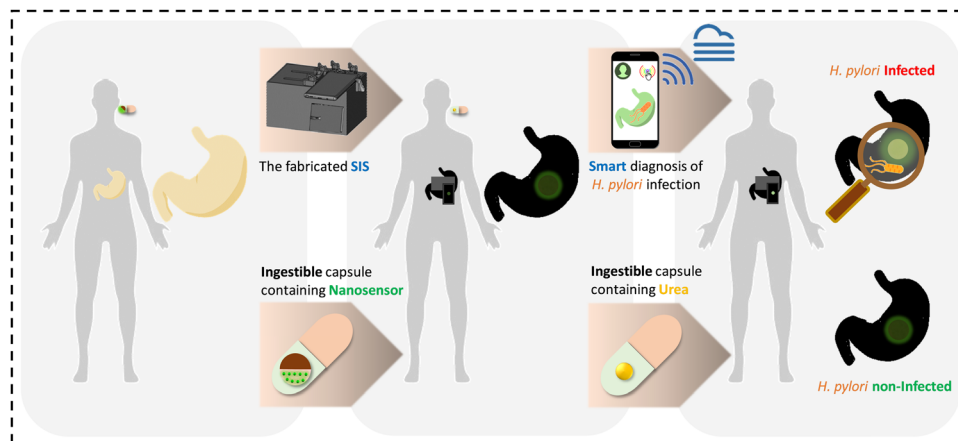 H. pylori Infected
The fabricated SIS
Smart diagnosis of
H. pylori infection
Ingestible capsule
containing Nanosensor
Ingestible capsule
containing Urea
H. pylori non-Infected